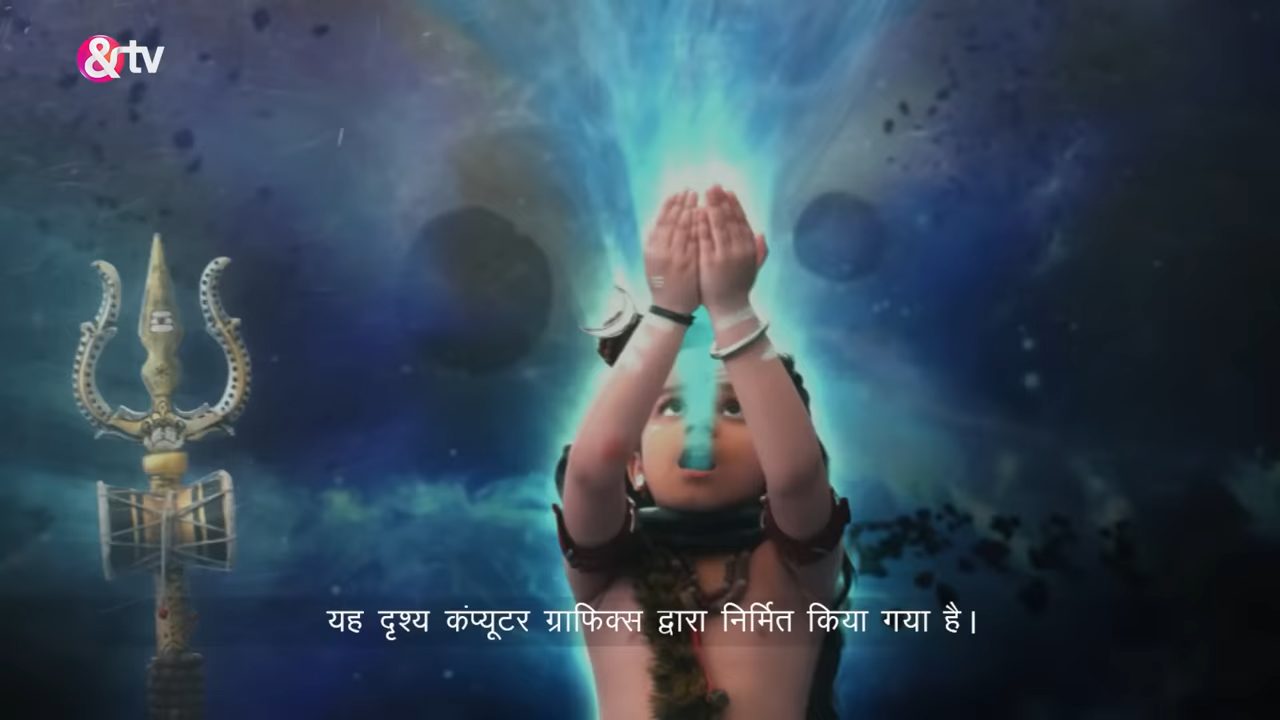 &tv
यह दृश्य कंप्यूटर ग्राफिक्स द्वारा निर्मित किया गया है।